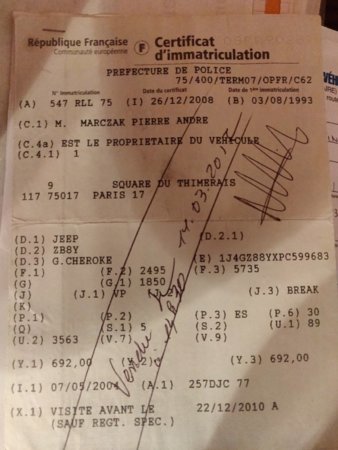 République Française
Communauté européenne
F Certificat
d'immatriculation
PREFECTURE DE POLICE
75/400/TERM07/OPFR/C62
N° immatriculation Date du certificat Date de 1ère immatriculation
(A) 547 RLL 75 (I) 26/12/2008 (B) 03/08/1993
(C.1) M. MARCZAK PIERRE ANDRE
(C.4a) EST LE PROPRIETAIRE DU VEHICULE
(C.4.1) 1
9 SQUARE DU THIMERAIS
117 75017 PARIS 17
(D.1) JEEP (D.2.1)
(D.2) ZB8Y
(D.3) G.CHEROKE (E) 1J4GZ88YXPC599683
(F.1) (F.2) 2495 (F.3) 5735
(G) (G.1) 1850
(J) (J.1) VP (J.3) BREAK
(K)
(P.1) (P.2) (P.3) ES (P.6) 30
(Q) (S.1) 5 (S.2) (U.1) 89
(U.2) 3563 (V.7) (V.9)
(Y.1) 692,00 (Y.3) 692,00
(I.1) 07/05/2004 (A.1) 257DJC 77
(X.1) VISITE AVANT LE 22/12/2010 A
(SAUF REGT. SPEC.)
Vendu le 14.03.